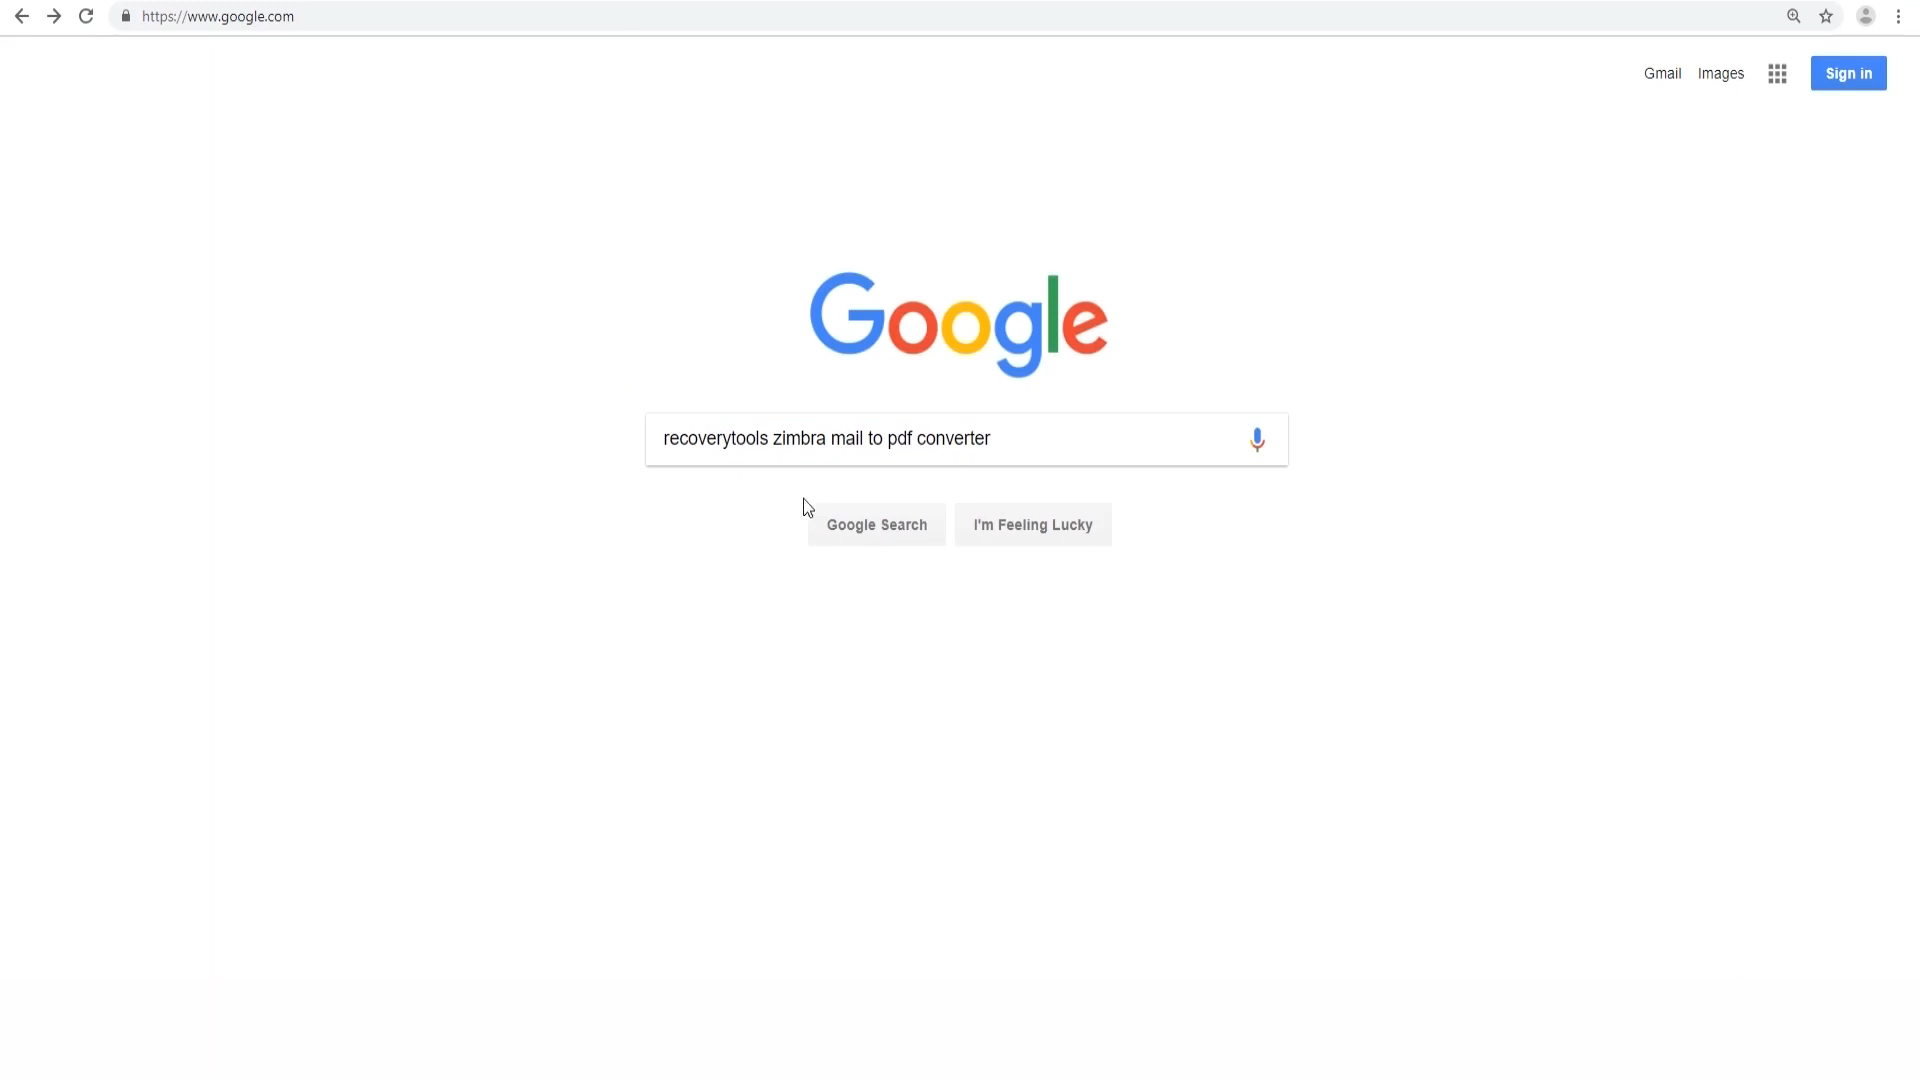 https://www.google.com
Gmail Images Sign in
Google
recoverytools zimbra mail to pdf converter
Google Search I'm Feeling Lucky